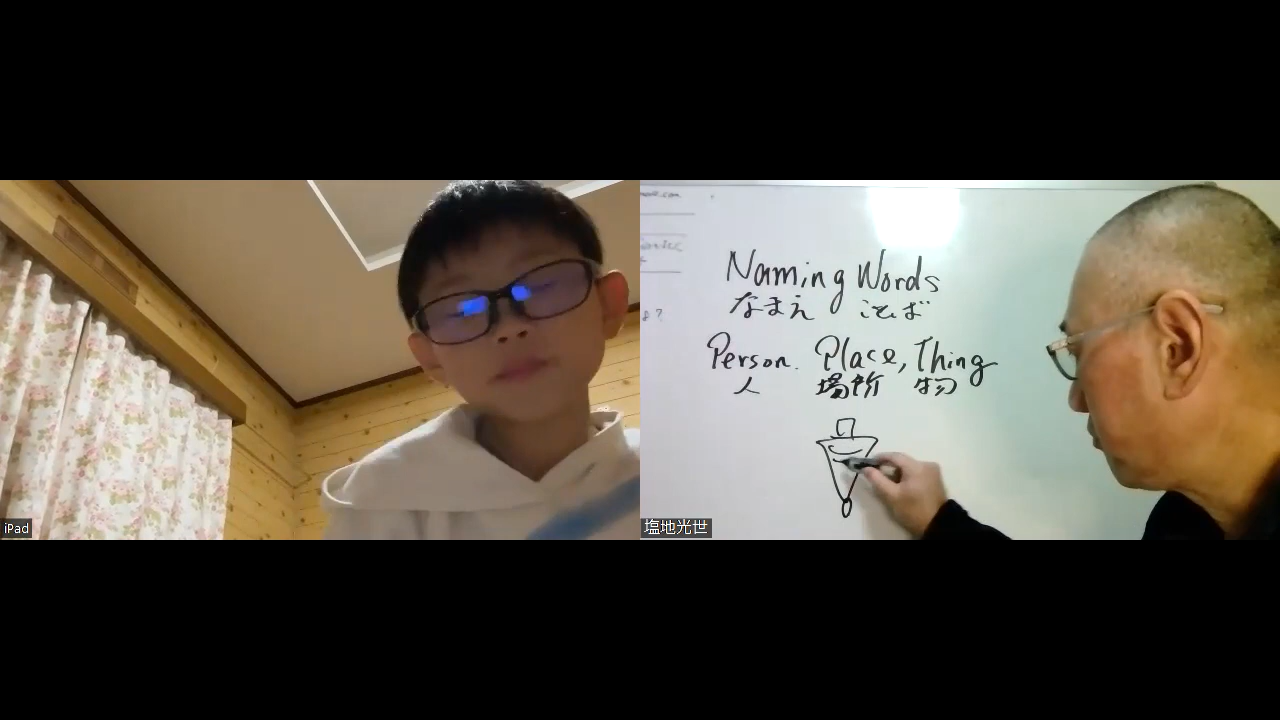 Naming Words
なまえ ことば
Person. Place, Thing
人 場所 物
iPad
塩地光世